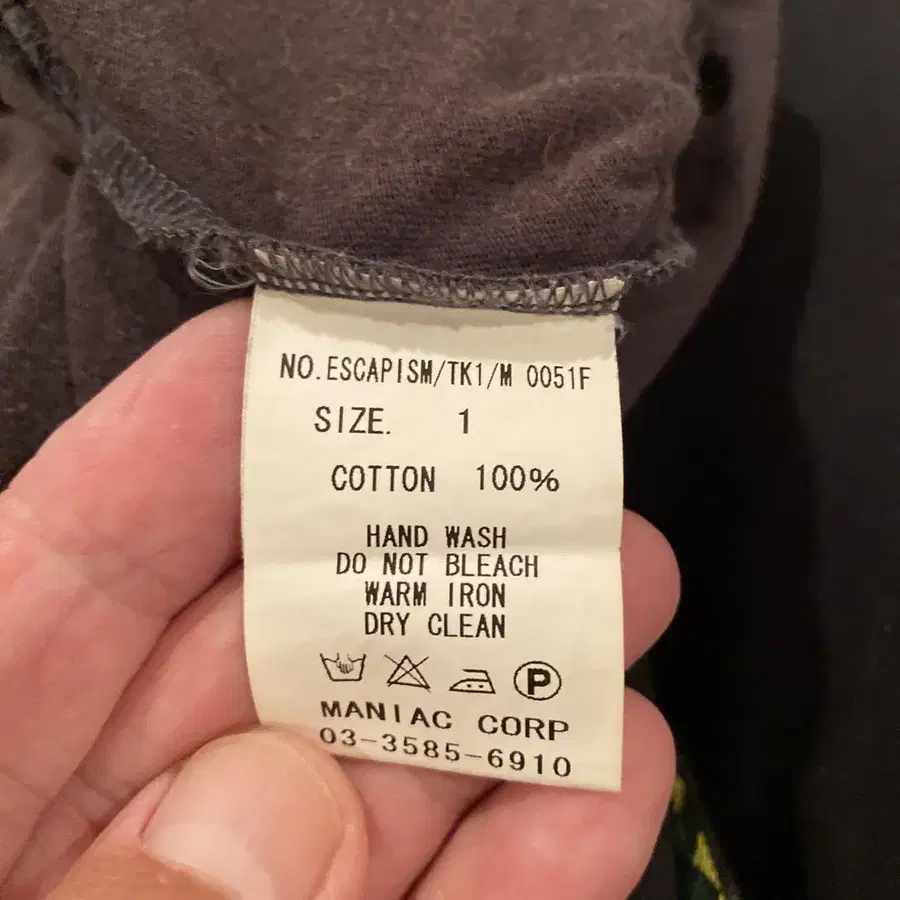 NO.ESCAPISM/TK1/M 0051F
SIZE. 1
COTTON 100%
HAND WASH
DO NOT BLEACH
WARM IRON
DRY CLEAN
P
MANIAC CORP
03-3585-6910